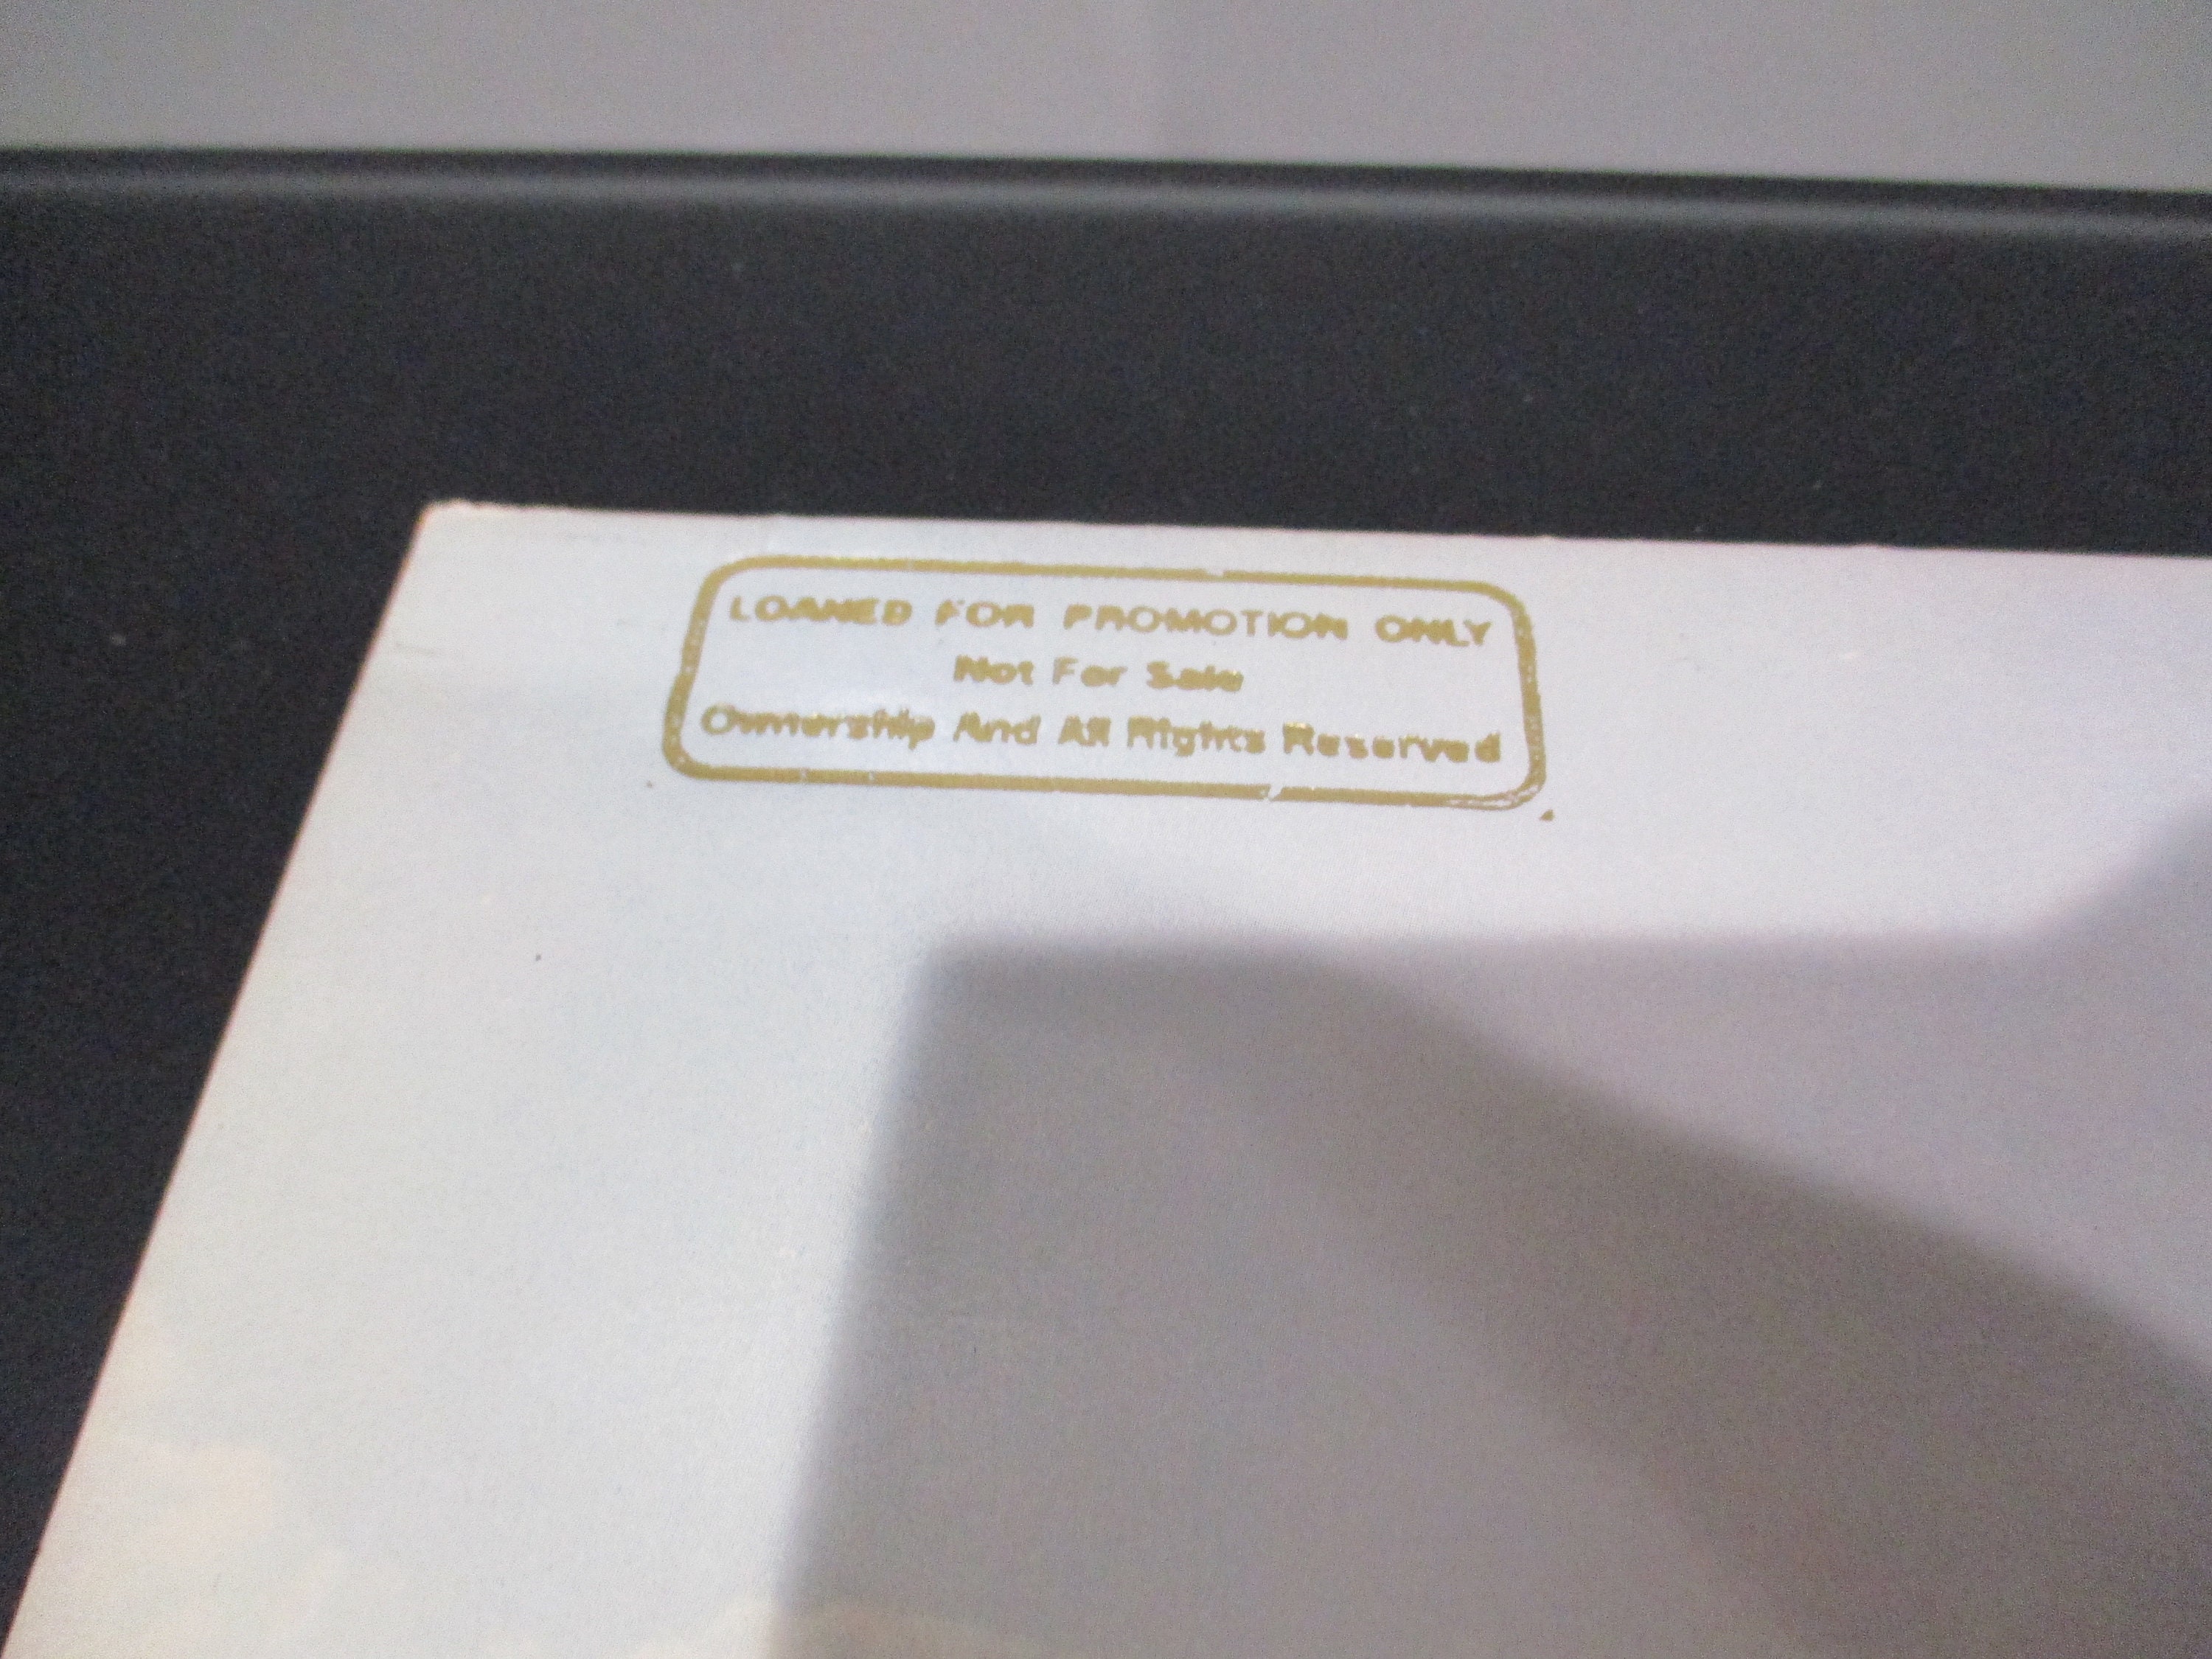 LOANED FOR PROMOTION ONLY
Not For Sale
Ownership And All Rights Reserved